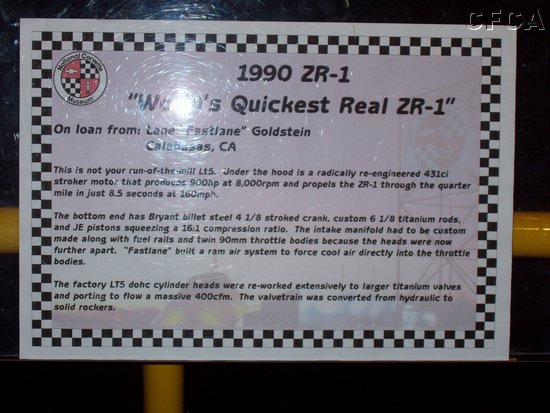 CFCA
National Corvette
Museum
1990 ZR-1
"World's Quickest Real ZR-1"
On loan from: Lane "Fastlane" Goldstein
Calabasas, CA
This is not your run-of-the-mill LT5. Under the hood is a radically re-engineered 431ci
stroker motor that produces 900hp at 8,000rpm and propels the ZR-1 through the quarter
mile in just 8.5 seconds at 160mph.
The bottom end has Bryant billet steel 4 1/8 stroked crank, custom 6 1/8 titanium rods,
and JE pistons squeezing a 16:1 compression ratio. The intake manifold had to be custom
made along with fuel rails and twin 90mm throttle bodies because the heads were now
further apart. "Fastlane" built a ram air system to force cool air directly into the throttle
bodies.
The factory LT5 dohc cylinder heads were re-worked extensively to larger titanium valves
and porting to flow a massive 400cfm. The valvetrain was converted from hydraulic to
solid rockers.